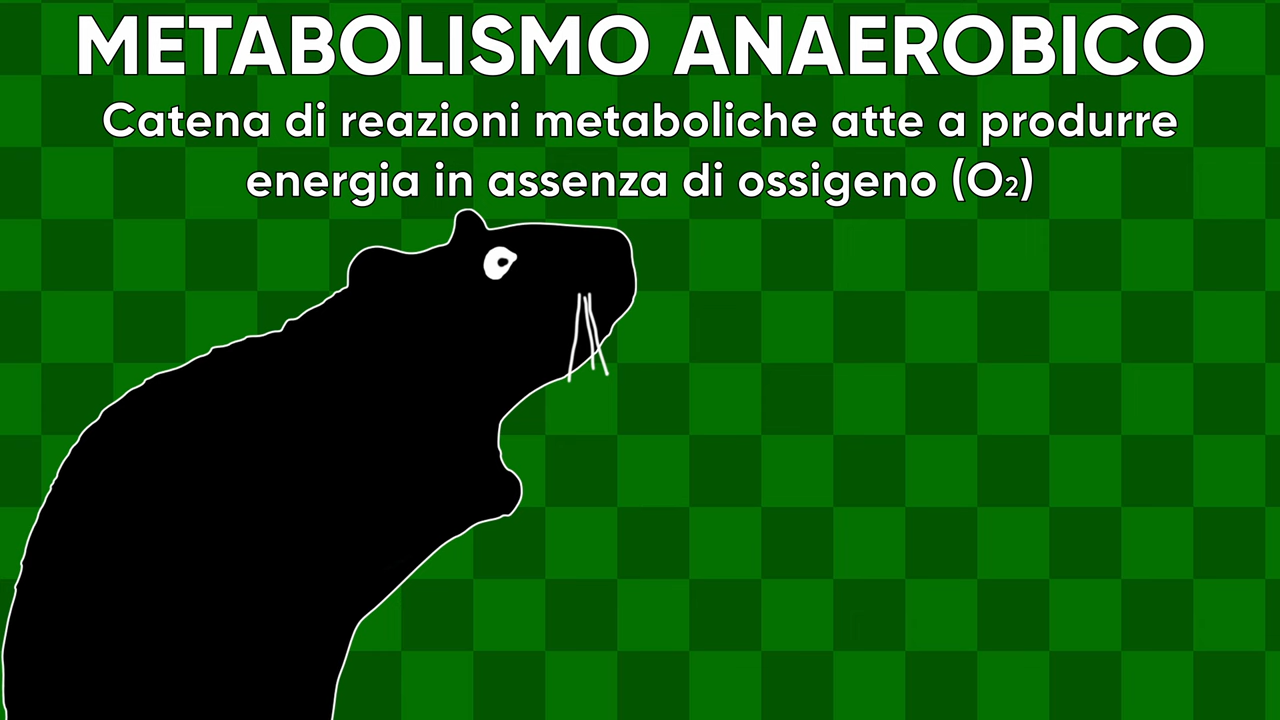 METABOLISMO ANAEROBICO
Catena di reazioni metaboliche atte a produrre
energia in assenza di ossigeno (O₂)